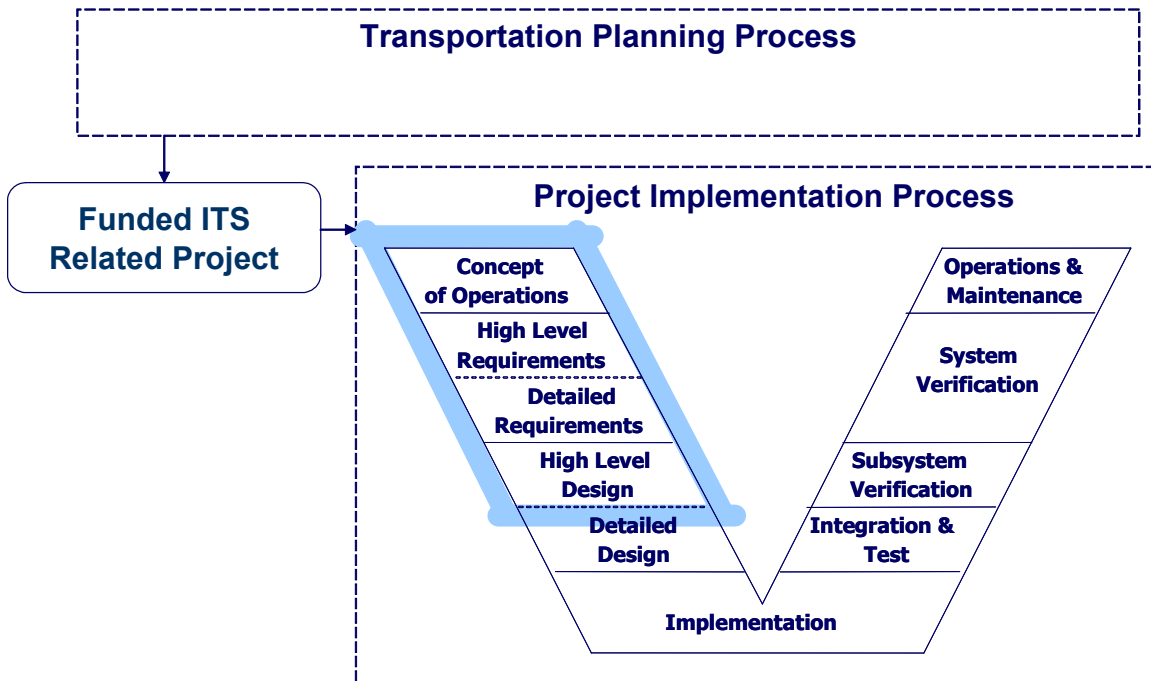 Transportation Planning Process
Funded ITS
Related Project
Project Implementation Process
Concept
of Operations
High Level
Requirements
Detailed
Requirements
High Level
Design
Detailed
Design
Implementation
Operations &
Maintenance
System
Verification
Subsystem
Verification
Integration &
Test